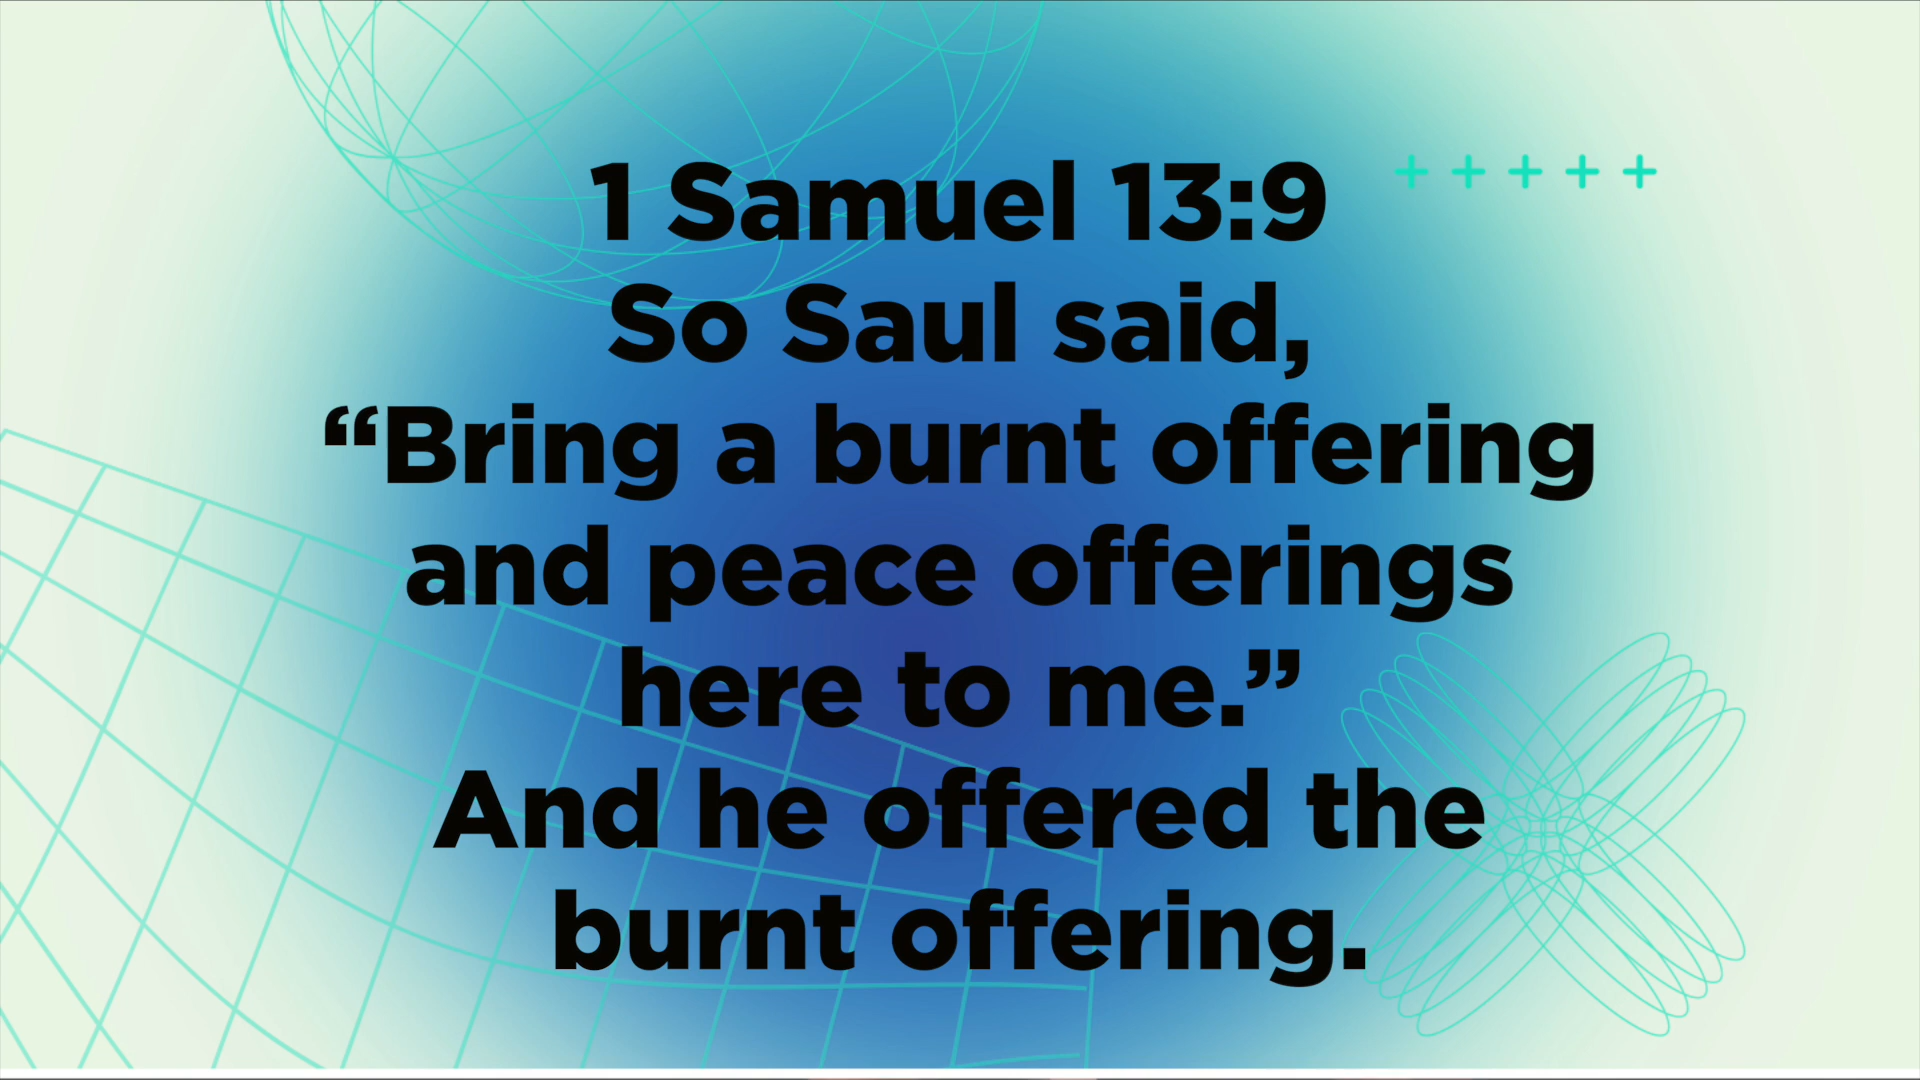 1 Samuel 13:9
So Saul said,
“Bring a burnt offering
and peace offerings
here to me.”
And he offered the
burnt offering.